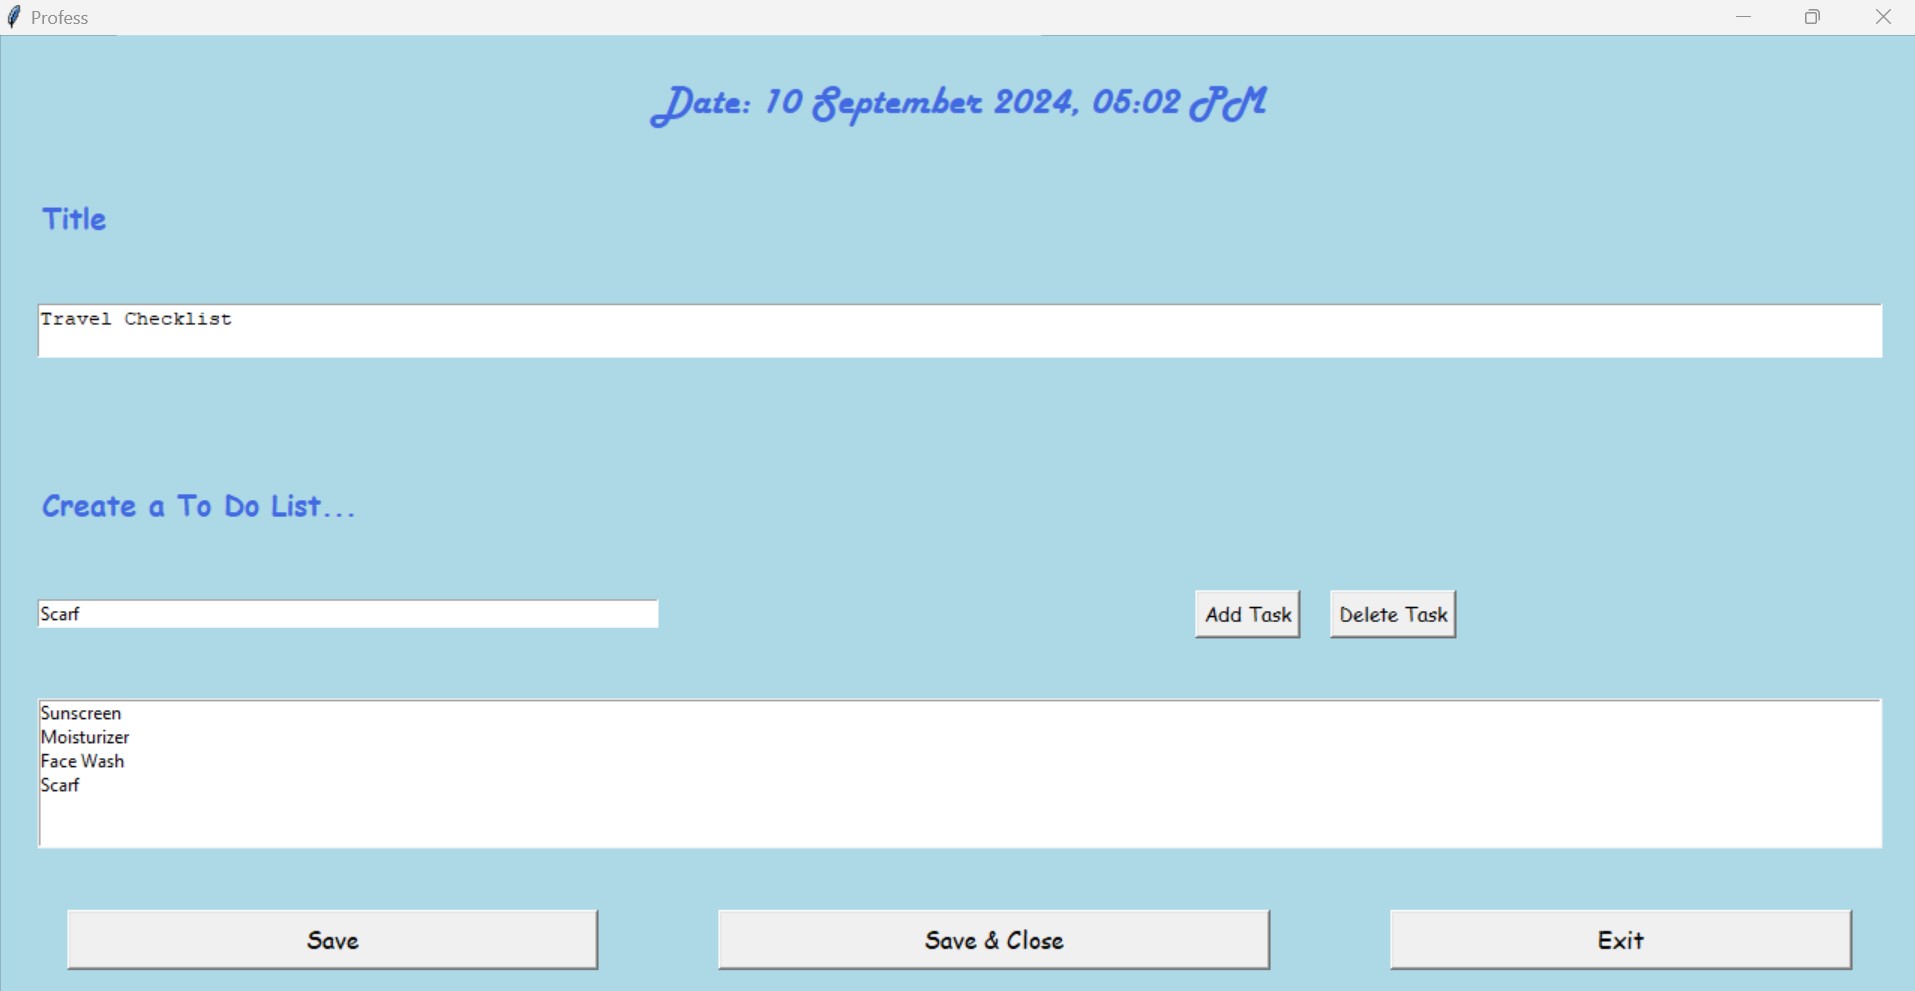 Profess
Date: 10 September 2024, 05:02 PM
Title
Travel Checklist
Create a To Do List...
Scarf
Add Task
Delete Task
Sunscreen
Moisturizer
Face Wash
Scarf
Save
Save & Close
Exit